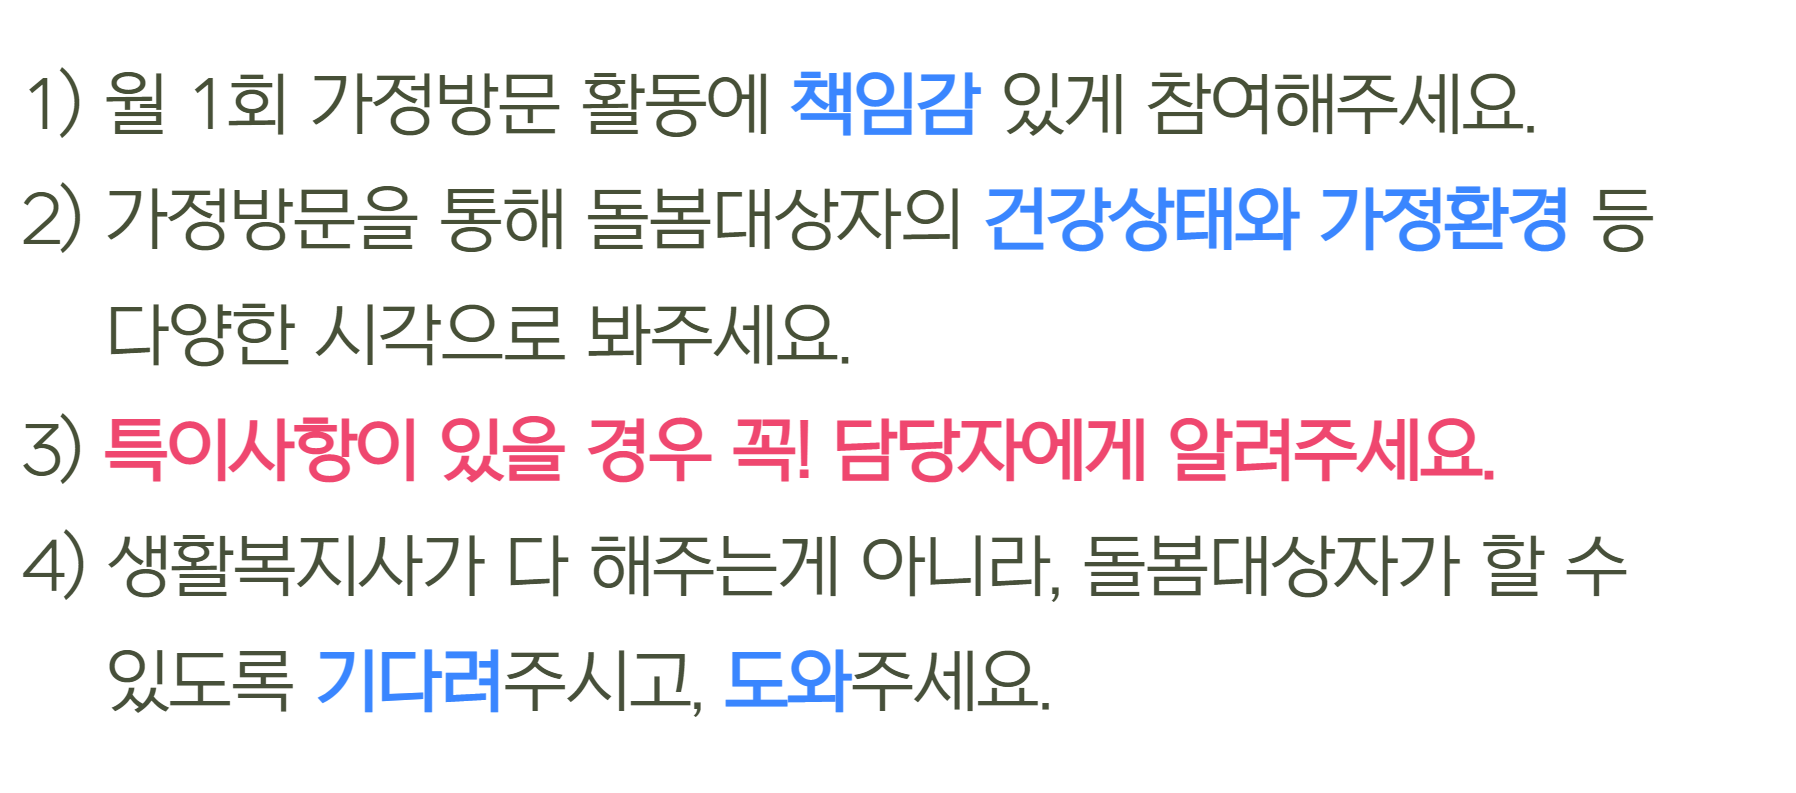 1) 월 1회 가정방문 활동에 책임감 있게 참여해주세요.
2) 가정방문을 통해 돌봄대상자의 건강상태와 가정환경 등
다양한 시각으로 봐주세요.
3) 특이사항이 있을 경우 꼭! 담당자에게 알려주세요.
4) 생활복지사가 다 해주는게 아니라, 돌봄대상자가 할 수
있도록 기다려주시고, 도와주세요.